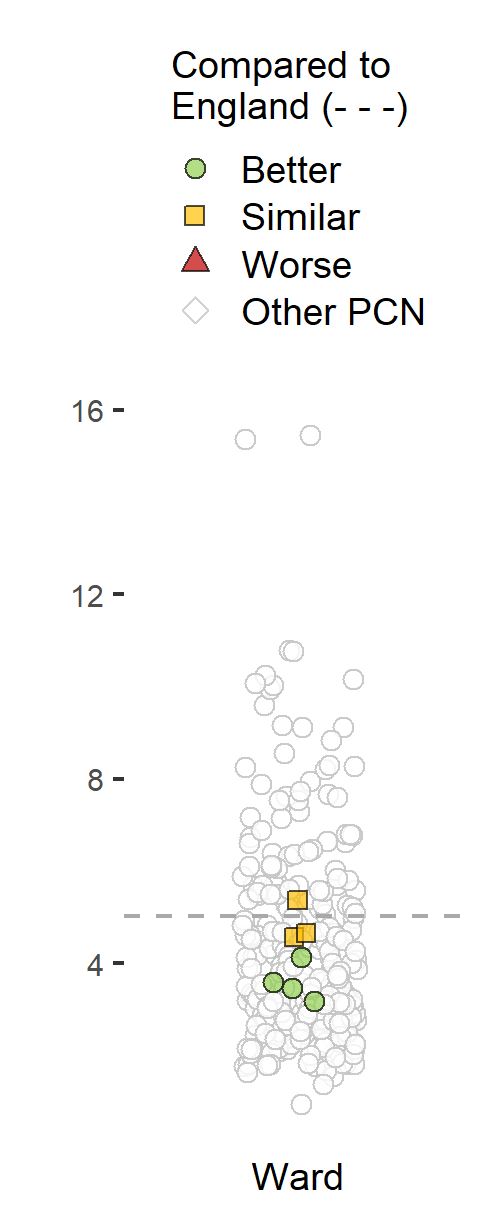 Compared to
England (- - -)
Better
Similar
Worse
Other PCN
16
12
8
4
Ward